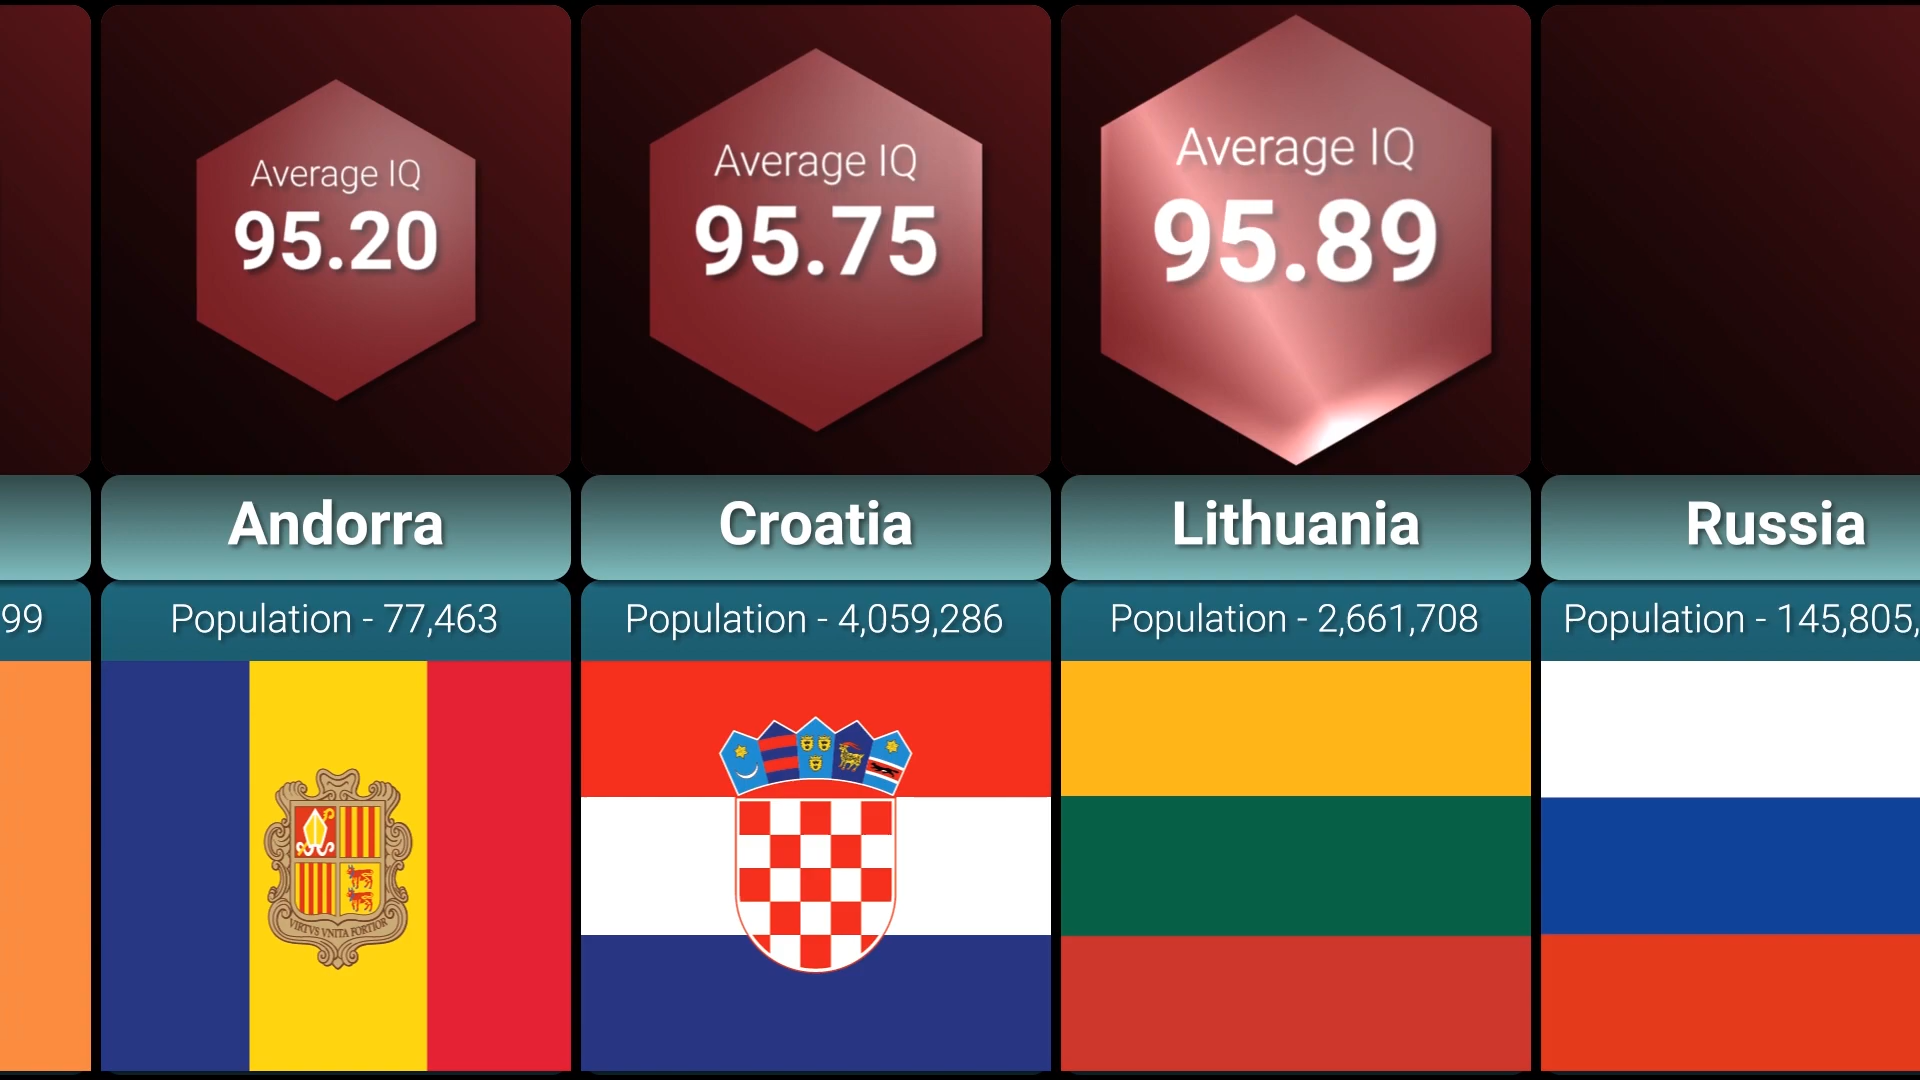 Average IQ
95.20
Average IQ
95.75
Average IQ
95.89
Andorra
Croatia
Lithuania
Russia
99
Population - 77,463
Population - 4,059,286
Population - 2,661,708
Population - 145,805,
VIRTVS VNITA FORTIOR